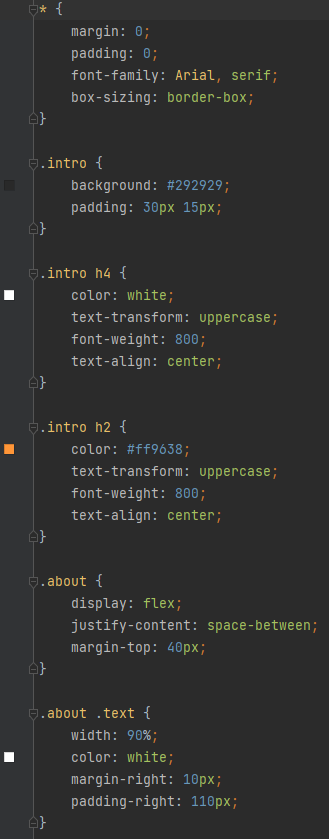 * {
    margin: 0;
    padding: 0;
    font-family: Arial, serif;
    box-sizing: border-box;
}

.intro {
    background: #292929;
    padding: 30px 15px;
}

.intro h4 {
    color: white;
    text-transform: uppercase;
    font-weight: 800;
    text-align: center;
}

.intro h2 {
    color: #ff9638;
    text-transform: uppercase;
    font-weight: 800;
    text-align: center;
}

.about {
    display: flex;
    justify-content: space-between;
    margin-top: 40px;
}

.about .text {
    width: 90%;
    color: white;
    margin-right: 10px;
    padding-right: 110px;
}